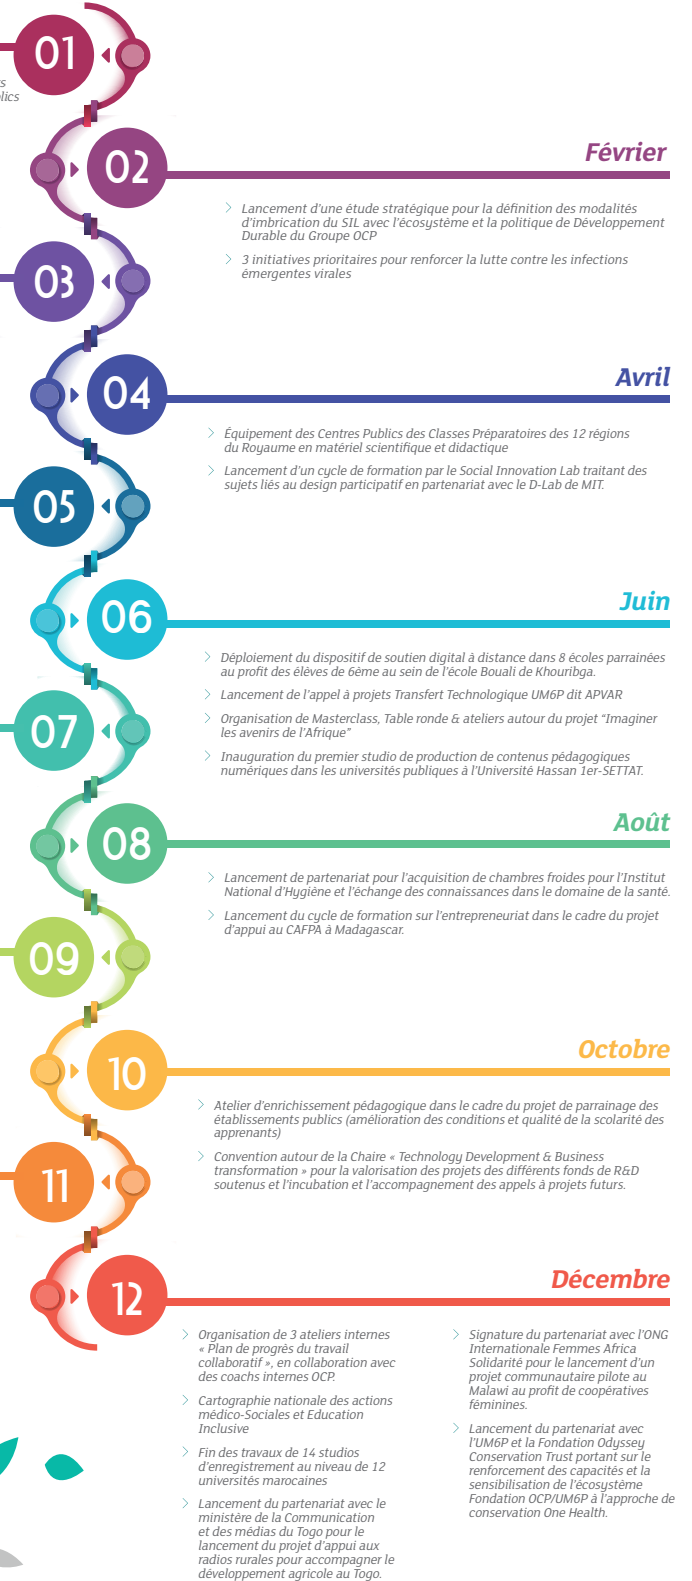 01
02
Février
Lancement d'une étude stratégique pour la définition des modalités
d'imbrication du SIL avec l'écosystème et la politique de Développement
Durable du Groupe OCP
3 initiatives prioritaires pour renforcer la lutte contre les infections
émergentes virales
03
04
Avril
Équipement des Centres Publics des Classes Préparatoires des 12 régions
du Royaume en matériel scientifique et didactique
Lancement d'un cycle de formation par le Social Innovation Lab traitant des
sujets liés au design participatif en partenariat avec le D-Lab de MIT.
05
06
Juin
Déploiement du dispositif de soutien digital à distance dans 8 écoles parrainées
au profit des élèves de 6ème au sein de l'école Bouali de Khouribga.
Lancement de l'appel à projets Transfert Technologique UM6P dit APVAR
Organisation de Masterclass, Table ronde & ateliers autour du projet "Imaginer
les avenirs de l'Afrique"
Inauguration du premier studio de production de contenus pédagogiques
numériques dans les universités publiques à l'Université Hassan 1er-SETTAT.
07
08
Août
Lancement de partenariat pour l'acquisition de chambres froides pour l'Institut
National d'Hygiène et l'échange des connaissances dans le domaine de la santé.
Lancement du cycle de formation sur l'entrepreneuriat dans le cadre du projet
d'appui au CAFPA à Madagascar.
09
10
Octobre
Atelier d'enrichissement pédagogique dans le cadre du projet de parrainage des
établissements publics (amélioration des conditions et qualité de la scolarité des
apprenants)
Convention autour de la Chaire « Technology Development & Business
transformation » pour la valorisation des projets des différents fonds de R&D
soutenus et l'incubation et l'accompagnement des appels à projets futurs.
11
12
Décembre
Organisation de 3 ateliers internes
« Plan de progrès du travail
collaboratif », en collaboration avec
des coachs internes OCP.
Cartographie nationale des actions
médico-Sociales et Education
Inclusive
Fin des travaux de 14 studios
d'enregistrement au niveau de 12
universités marocaines
Lancement du partenariat avec le
ministère de la Communication
et des médias du Togo pour le
lancement du projet d'appui aux
radios rurales pour accompagner le
développement agricole au Togo.
Signature du partenariat avec l'ONG
Internationale Femmes Africa
Solidarité pour le lancement d'un
projet communautaire pilote au
Malawi au profit de coopératives
féminines.
Lancement du partenariat avec
l'UM6P et la Fondation Odyssey
Conservation Trust portant sur le
renforcement des capacités et la
sensibilisation de l'écosystème
Fondation OCP/UM6P à l'approche de
conservation One Health.